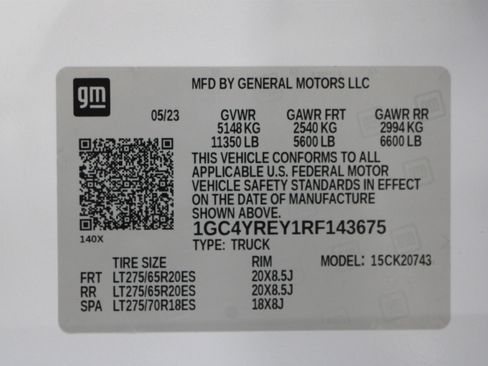 gm
MFD BY GENERAL MOTORS LLC
05/23 GVWR GAWR FRT GAWR RR
5148 KG 2540 KG 2994 KG
11350 LB 5600 LB 6600 LB
THIS VEHICLE CONFORMS TO ALL
APPLICABLE U.S. FEDERAL MOTOR
VEHICLE SAFETY STANDARDS IN EFFECT
ON THE DATE OF MANUFACTURE
SHOWN ABOVE.
1GC4YREY1RF143675
140X
TYPE: TRUCK
TIRE SIZE RIM MODEL: 15CK20743
FRT LT275/65R20ES 20X8.5J
RR LT275/65R20ES 20X8.5J
SPA LT275/70R18ES 18X8J